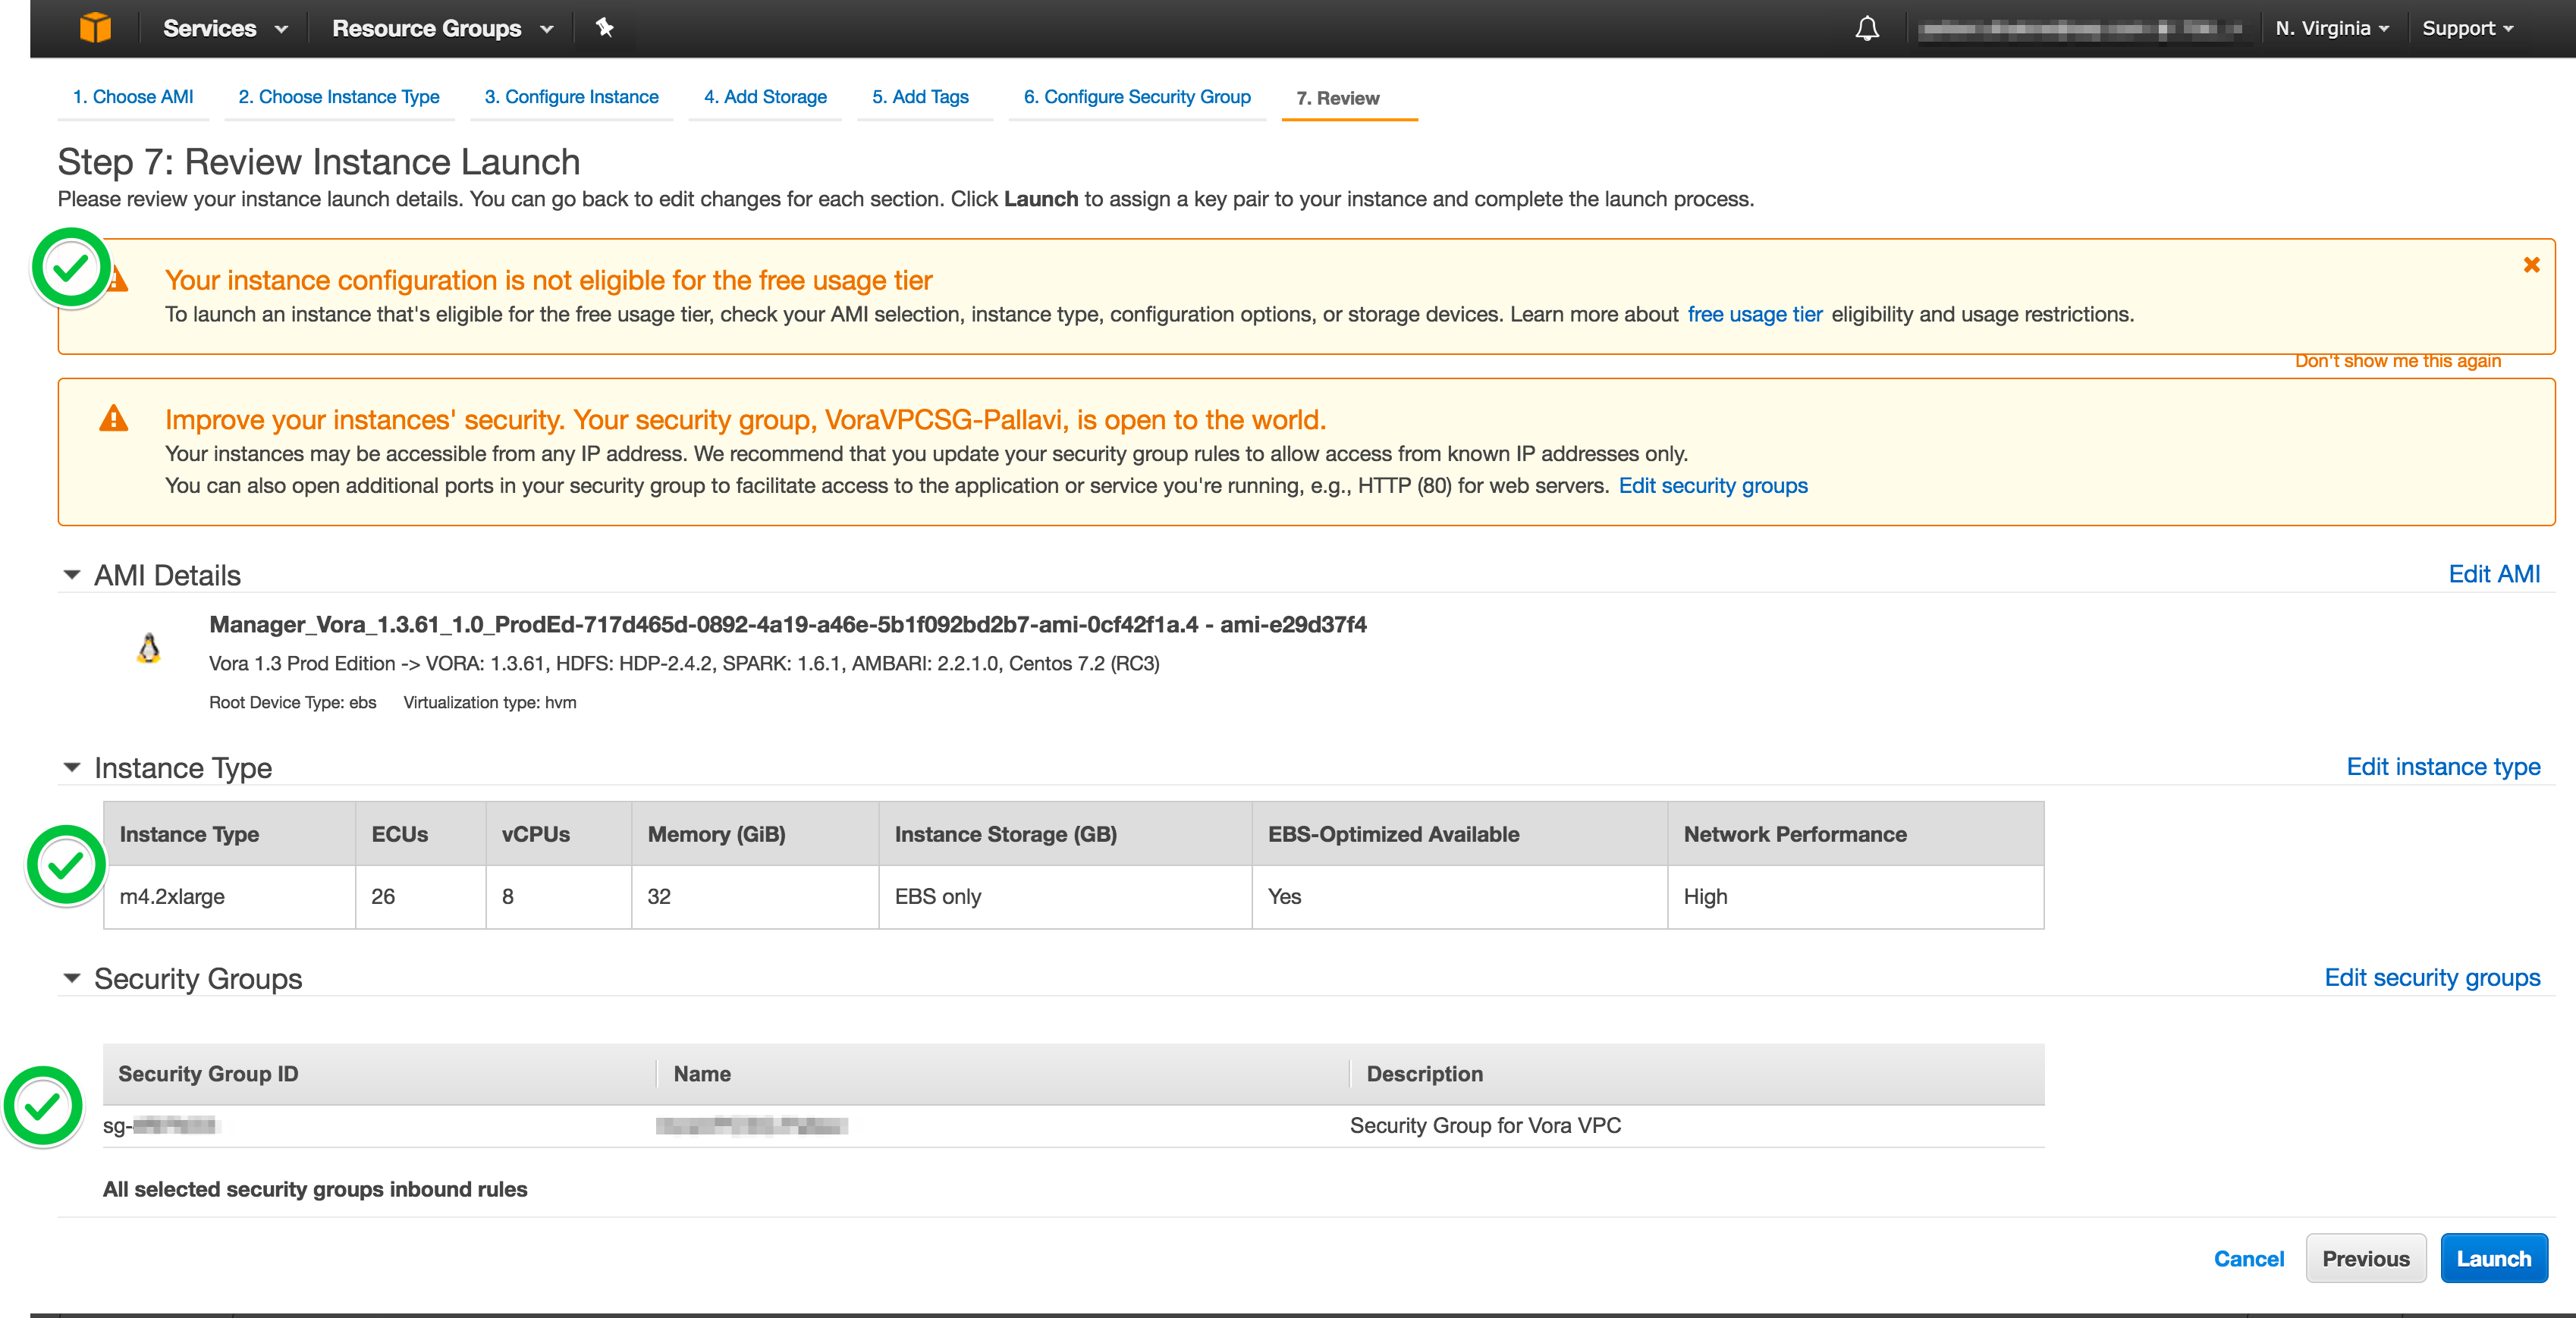 Services Resource Groups N. Virginia Support
1. Choose AMI 2. Choose Instance Type 3. Configure Instance 4. Add Storage 5. Add Tags 6. Configure Security Group 7. Review
Step 7: Review Instance Launch
Please review your instance launch details. You can go back to edit changes for each section. Click Launch to assign a key pair to your instance and complete the launch process.
Your instance configuration is not eligible for the free usage tier
To launch an instance that's eligible for the free usage tier, check your AMI selection, instance type, configuration options, or storage devices. Learn more about free usage tier eligibility and usage restrictions.
Don't show me this again
Improve your instances' security. Your security group, VoraVPCSG-Pallavi, is open to the world.
Your instances may be accessible from any IP address. We recommend that you update your security group rules to allow access from known IP addresses only.
You can also open additional ports in your security group to facilitate access to the application or service you're running, e.g., HTTP (80) for web servers. Edit security groups
AMI Details Edit AMI
Manager_Vora_1.3.61_1.0_ProdEd-717d465d-0892-4a19-a46e-5b1f092bd2b7-ami-0cf42f1a.4 - ami-e29d37f4
Vora 1.3 Prod Edition -> VORA: 1.3.61, HDFS: HDP-2.4.2, SPARK: 1.6.1, AMBARI: 2.2.1.0, Centos 7.2 (RC3)
Root Device Type: ebs Virtualization type: hvm
Instance Type Edit instance type
Instance Type ECUs vCPUs Memory (GiB) Instance Storage (GB) EBS-Optimized Available Network Performance
m4.2xlarge 26 8 32 EBS only Yes High
Security Groups Edit security groups
Security Group ID Name Description
sg- Security Group for Vora VPC
All selected security groups inbound rules
Cancel Previous Launch